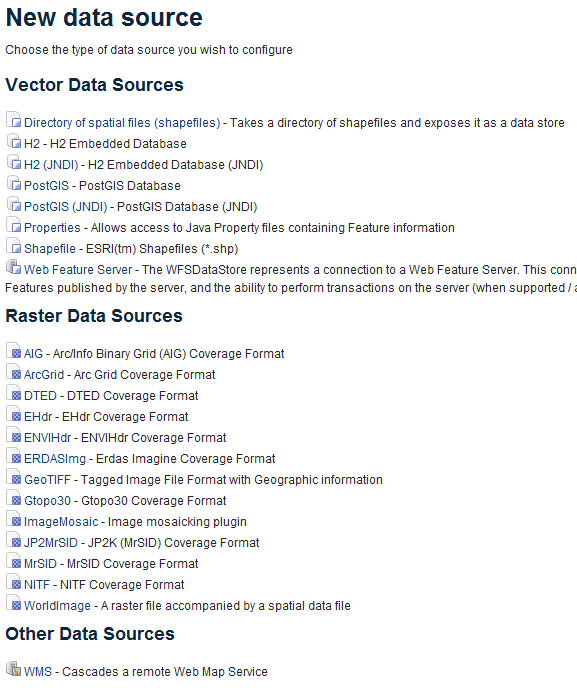 New data source
Choose the type of data source you wish to configure
Vector Data Sources
Directory of spatial files (shapefiles) - Takes a directory of shapefiles and exposes it as a data store
H2 - H2 Embedded Database
H2 (JNDI) - H2 Embedded Database (JNDI)
PostGIS - PostGIS Database
PostGIS (JNDI) - PostGIS Database (JNDI)
Properties - Allows access to Java Property files containing Feature information
Shapefile - ESRI(tm) Shapefiles (*.shp)
Web Feature Server - The WFSDataStore represents a connection to a Web Feature Server. This conn
Features published by the server, and the ability to perform transactions on the server (when supported / a
Raster Data Sources
AIG - Arc/Info Binary Grid (AIG) Coverage Format
ArcGrid - Arc Grid Coverage Format
DTED - DTED Coverage Format
EHdr - EHdr Coverage Format
ENVIHdr - ENVIHdr Coverage Format
ERDASImg - Erdas Imagine Coverage Format
GeoTIFF - Tagged Image File Format with Geographic information
Gtopo30 - Gtopo30 Coverage Format
ImageMosaic - Image mosaicking plugin
JP2MrSID - JP2K (MrSID) Coverage Format
MrSID - MrSID Coverage Format
NITF - NITF Coverage Format
WorldImage - A raster file accompanied by a spatial data file
Other Data Sources
WMS - Cascades a remote Web Map Service